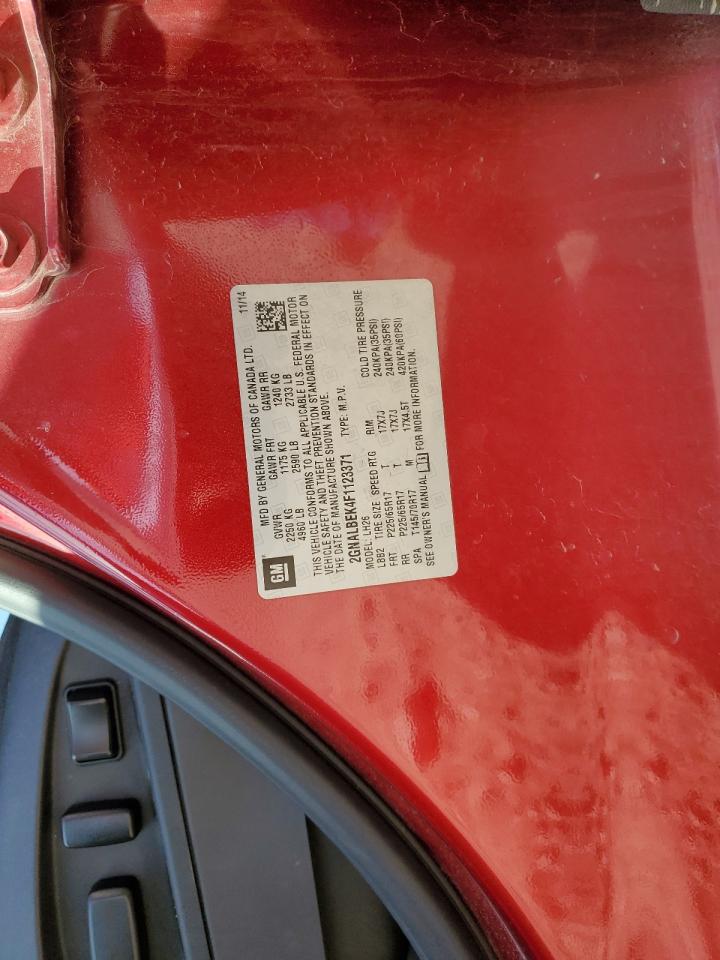 GM
MFD BY GENERAL MOTORS OF CANADA LTD. 11/14
GVWR GAWR FRT GAWR RR
2250 KG 1175 KG 1240 KG
4960 LB 2590 LB 2733 LB
THIS VEHICLE CONFORMS TO ALL APPLICABLE U.S. FEDERAL MOTOR
VEHICLE SAFETY AND THEFT PREVENTION STANDARDS IN EFFECT ON
THE DATE OF MANUFACTURE SHOWN ABOVE.
2GNALBEK4F1123371 TYPE: M.P.V.
MODEL: LH26
LBB2 TIRE SIZE SPEED RTG RIM COLD TIRE PRESSURE
FRT P225/65R17 T 17X7J 240KPA(35PSI)
RR P225/65R17 T 17X7J 240KPA(35PSI)
SPA T145/70R17 M 17X4.5T 420KPA(60PSI)
SEE OWNER'S MANUAL FOR MORE INFORMATION.